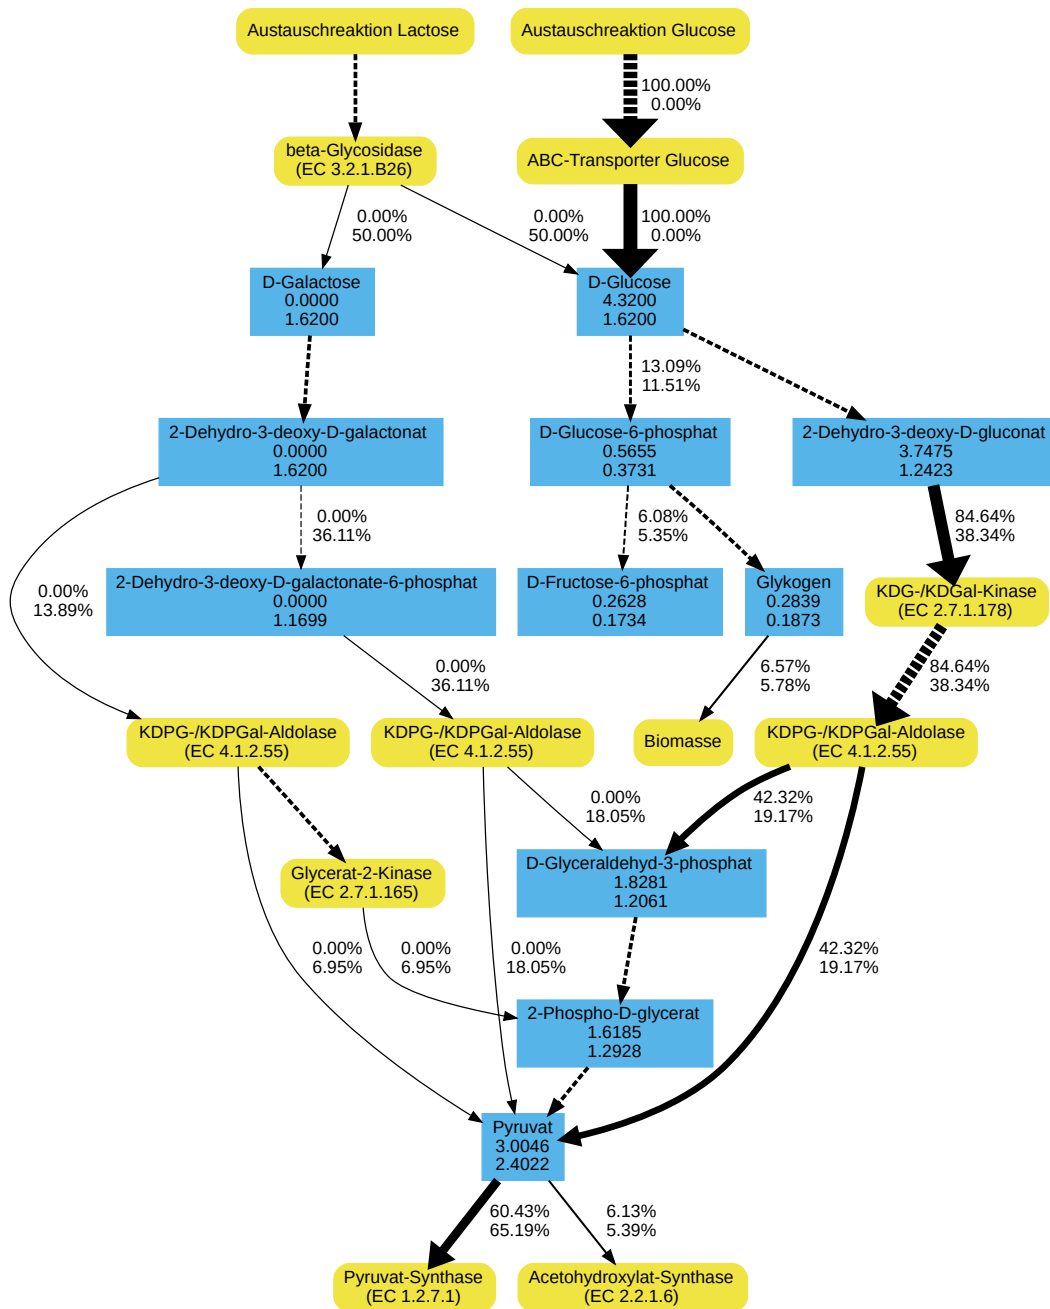 Austauschreaktion Lactose
Austauschreaktion Glucose
100.00%
0.00%
beta-Glycosidase
(EC 3.2.1.B26)
ABC-Transporter Glucose
0.00%
50.00%
0.00%
50.00%
100.00%
0.00%
D-Galactose
0.0000
1.6200
D-Glucose
4.3200
1.6200
13.09%
11.51%
2-Dehydro-3-deoxy-D-galactonat
0.0000
1.6200
D-Glucose-6-phosphat
0.5655
0.3731
2-Dehydro-3-deoxy-D-gluconat
3.7475
1.2423
0.00%
36.11%
6.08%
5.35%
84.64%
38.34%
0.00%
13.89%
2-Dehydro-3-deoxy-D-galactonate-6-phosphat
0.0000
1.1699
D-Fructose-6-phosphat
0.2628
0.1734
Glykogen
0.2839
0.1873
KDG-/KDGal-Kinase
(EC 2.7.1.178)
0.00%
36.11%
6.57%
5.78%
84.64%
38.34%
KDPG-/KDPGal-Aldolase
(EC 4.1.2.55)
KDPG-/KDPGal-Aldolase
(EC 4.1.2.55)
Biomasse
KDPG-/KDPGal-Aldolase
(EC 4.1.2.55)
0.00%
18.05%
42.32%
19.17%
Glycerat-2-Kinase
(EC 2.7.1.165)
D-Glyceraldehyd-3-phosphat
1.8281
1.2061
0.00%
6.95%
0.00%
6.95%
0.00%
18.05%
42.32%
19.17%
2-Phospho-D-glycerat
1.6185
1.2928
Pyruvat
3.0046
2.4022
60.43%
65.19%
6.13%
5.39%
Pyruvat-Synthase
(EC 1.2.7.1)
Acetohydroxylat-Synthase
(EC 2.2.1.6)